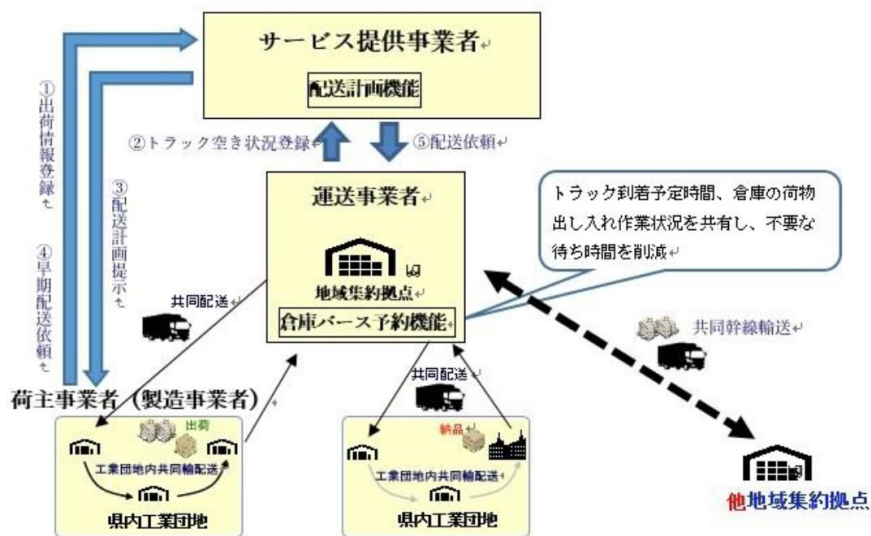 サービス提供事業者
配送計画機能
①出荷情報登録
④早期配送依頼
③配送計画提示
②トラック空き状況登録
⑤配送依頼
運送事業者
地域集約拠点
倉庫バース予約機能
トラック到着予定時間、倉庫の荷物
出し入れ作業状況を共有し、不要な
待ち時間を削減
共同配送
共同配送
共同幹線輸送
荷主事業者（製造事業者）
出荷
工業団地内共同輸配送
県内工業団地
納品
工業団地内共同輸配送
県内工業団地
他地域集約拠点